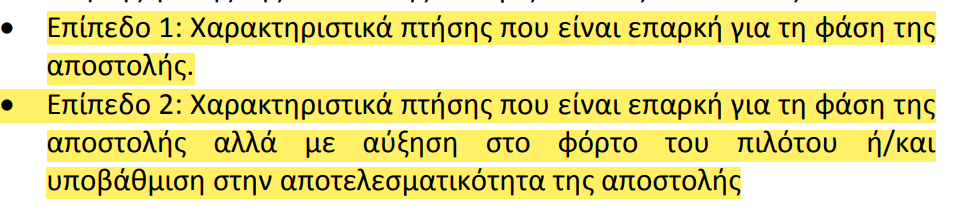 • Επίπεδο 1: Χαρακτηριστικά πτήσης που είναι επαρκή για τη φάση της
αποστολής.
• Επίπεδο 2: Χαρακτηριστικά πτήσης που είναι επαρκή για τη φάση της
αποστολής αλλά με αύξηση στο φόρτο του πιλότου ή/και
υποβάθμιση στην αποτελεσματικότητα της αποστολής